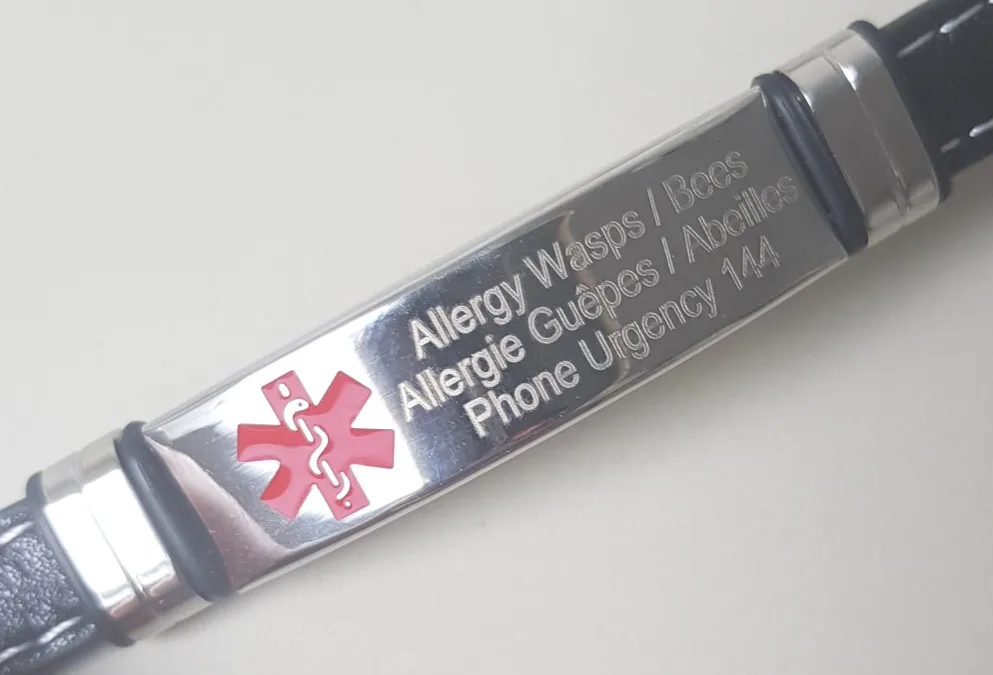 Allergy Wasps / Bees
Allergie Guêpes / Abeilles
Phone Urgency 144